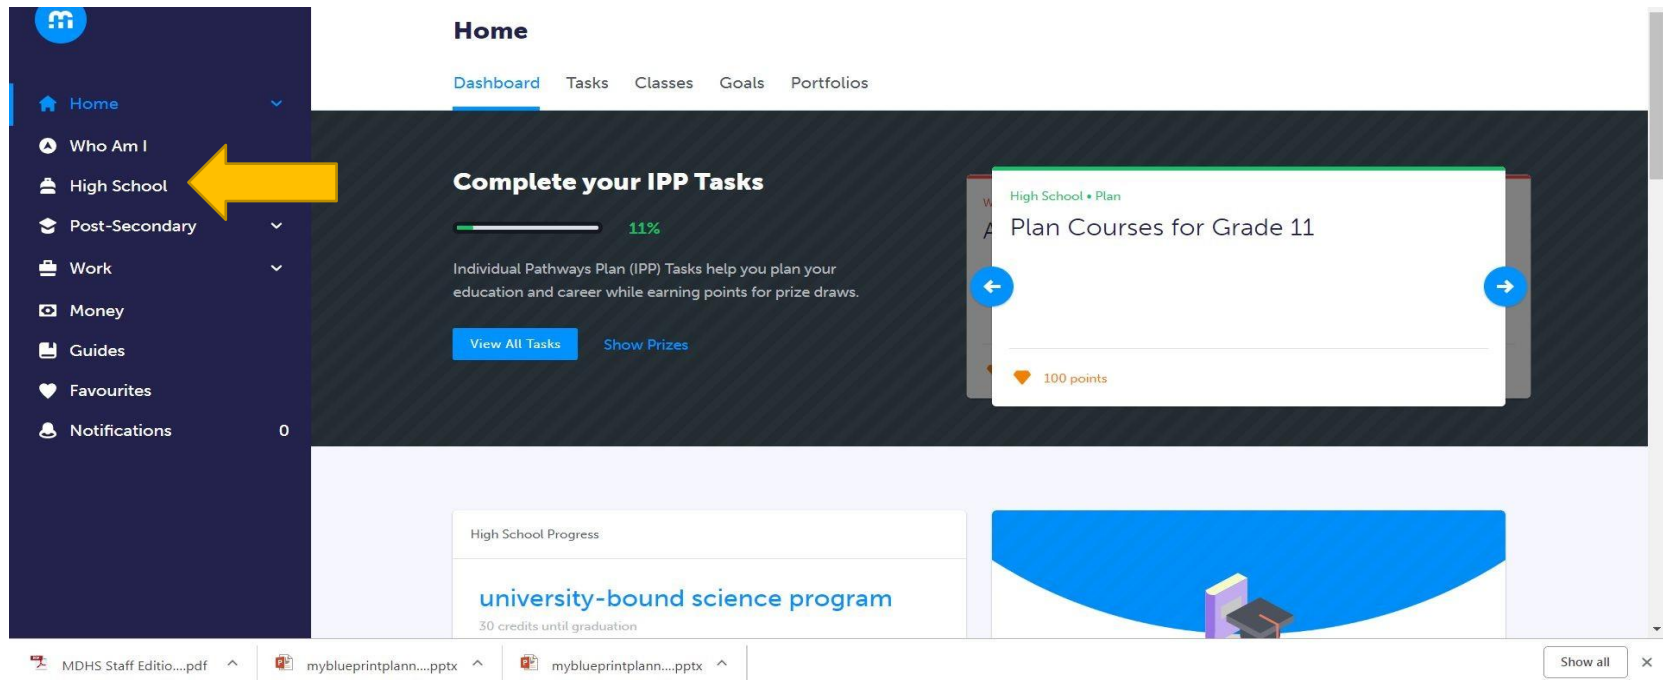 m
Home
Who Am I
High School
Post-Secondary
Work
Money
Guides
Favourites
Notifications 0
Home
Dashboard Tasks Classes Goals Portfolios
Complete your IPP Tasks
11%
Individual Pathways Plan (IPP) Tasks help you plan your
education and career while earning points for prize draws.
View All Tasks Show Prizes
W
A
High School • Plan
Plan Courses for Grade 11
100 points
High School Progress
university-bound science program
30 credits until graduation
MDHS Staff Editio....pdf myblueprintplann....pptx myblueprintplann....pptx Show all